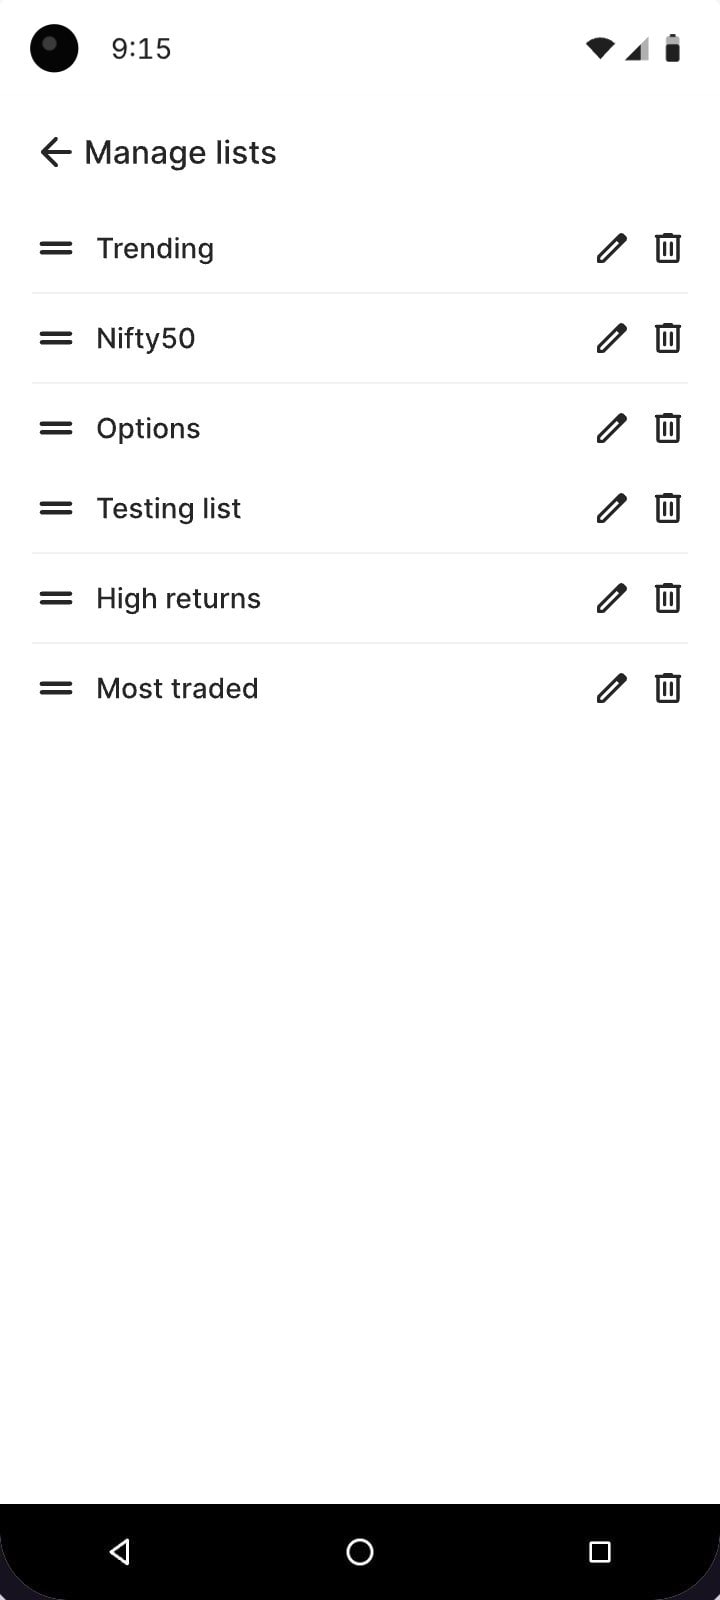 9:15
Manage lists
Trending
Nifty50
Options
Testing list
High returns
Most traded